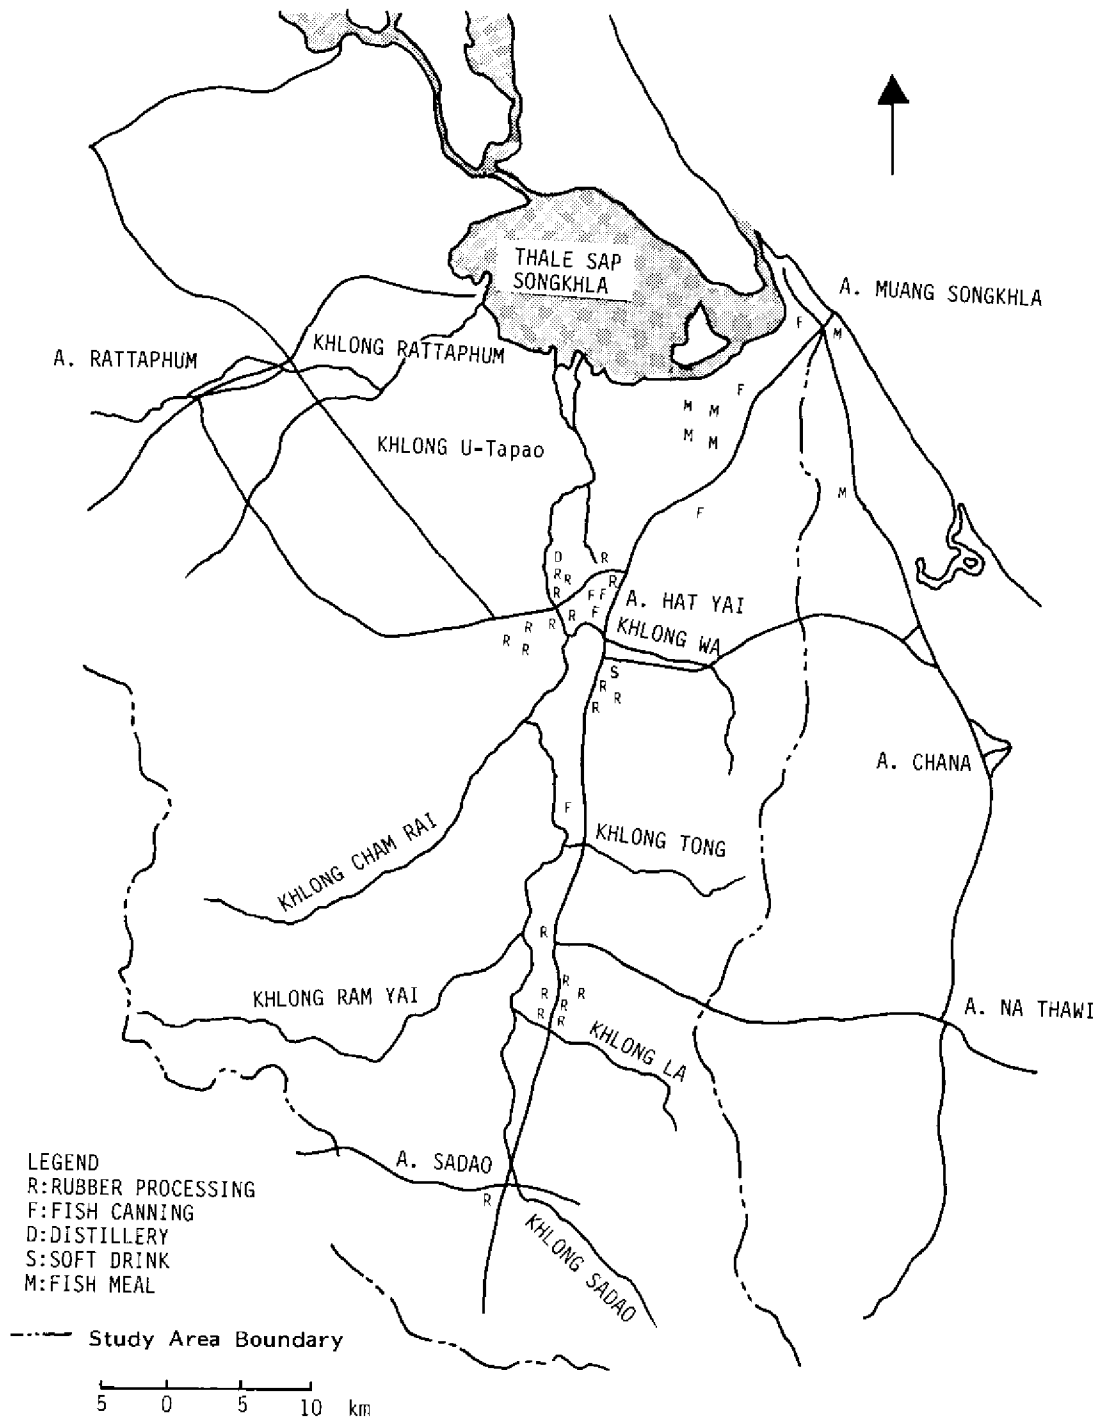 THALE SAP
SONGKHLA
A. MUANG SONGKHLA
KHLONG RATTAPHUM
A. RATTAPHUM
F
M
F
M M
M M
KHLONG U-Tapao
M
F
D
R
R R
R
R
F F
F
A. HAT YAI
R
R
R
R
R
KHLONG WA
S
R
R
R
A. CHANA
F
KHLONG TONG
KHLONG CHAM RAI
R
R
R
R
R
R
R
KHLONG RAM YAI
A. NA THAWI
KHLONG LA
A. SADAO
R
KHLONG SADAO
LEGEND
R:RUBBER PROCESSING
F:FISH CANNING
D:DISTILLERY
S:SOFT DRINK
M:FISH MEAL
Study Area Boundary
5 0 5 10 km